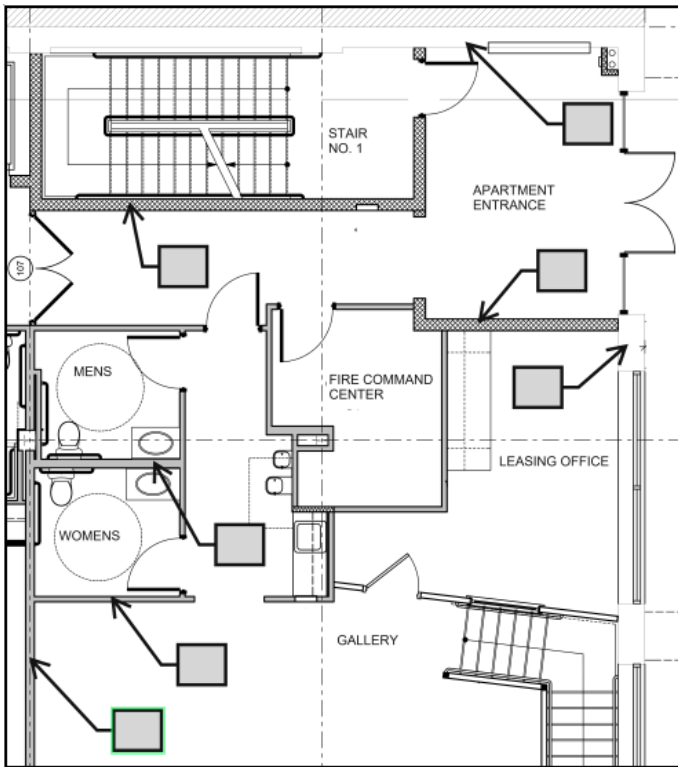 STAIR
NO. 1
APARTMENT
ENTRANCE
107
MENS
FIRE COMMAND
CENTER
LEASING OFFICE
WOMENS
GALLERY